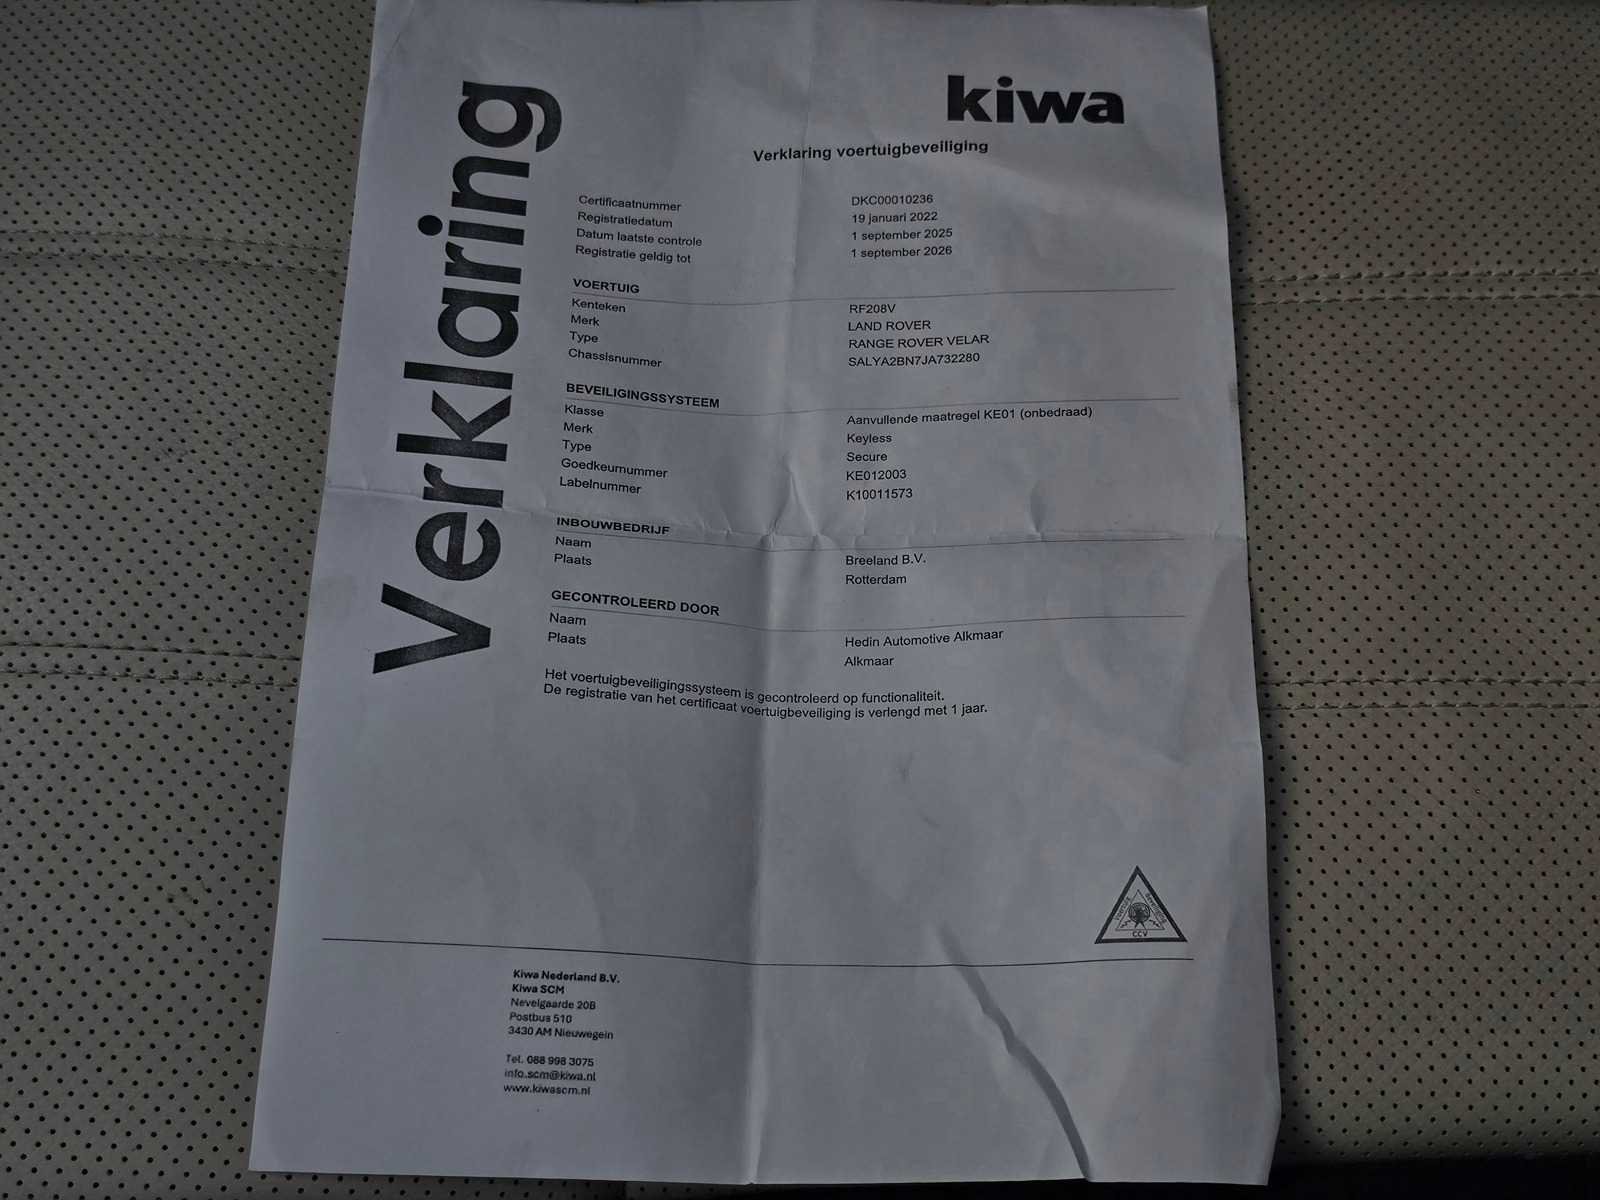 Verklaring
kiwa
Verklaring voertuigbeveiliging
Certificaatnummer DKC00010236
Registratiedatum 19 januari 2022
Datum laatste controle 1 september 2025
Registratie geldig tot 1 september 2026
VOERTUIG
Kenteken RF208V
Merk LAND ROVER
Type RANGE ROVER VELAR
Chassisnummer SALYA2BN7JA732280
BEVEILIGINGSSYSTEEM
Klasse Aanvullende maatregel KE01 (onbedraad)
Merk Keyless
Type Secure
Goedkeurnummer KE012003
Labelnummer K10011573
INBOUWBEDRIJF
Naam Breeland B.V.
Plaats Rotterdam
GECONTROLEERD DOOR
Naam Hedin Automotive Alkmaar
Plaats Alkmaar
Het voertuigbeveiligingssysteem is gecontroleerd op functionaliteit.
De registratie van het certificaat voertuigbeveiliging is verlengd met 1 jaar.
CCV
Kiwa Nederland B.V.
Kiwa SCM
Nevelgaarde 20B
Postbus 510
3430 AM Nieuwegein
Tel. 088 998 3075
info.scm@kiwa.nl
www.kiwascm.nl